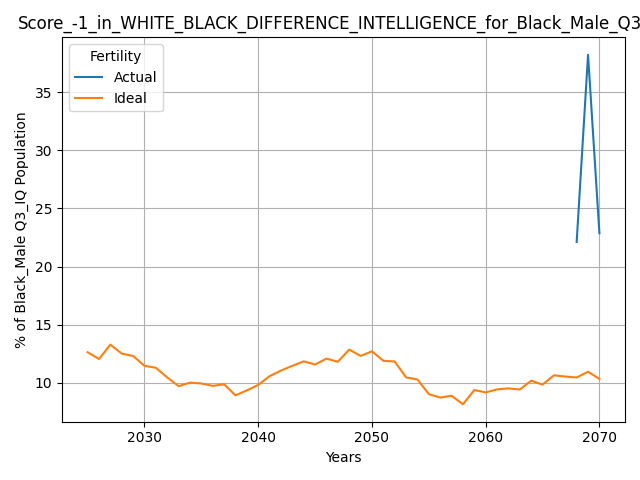 Score_-1_in_WHITE_BLACK_DIFFERENCE_INTELLIGENCE_for_Black_Male_Q3
Fertility
Actual
Ideal
% of Black_Male Q3_IQ Population
35
30
25
20
15
10
2030
2040
2050
2060
2070
Years